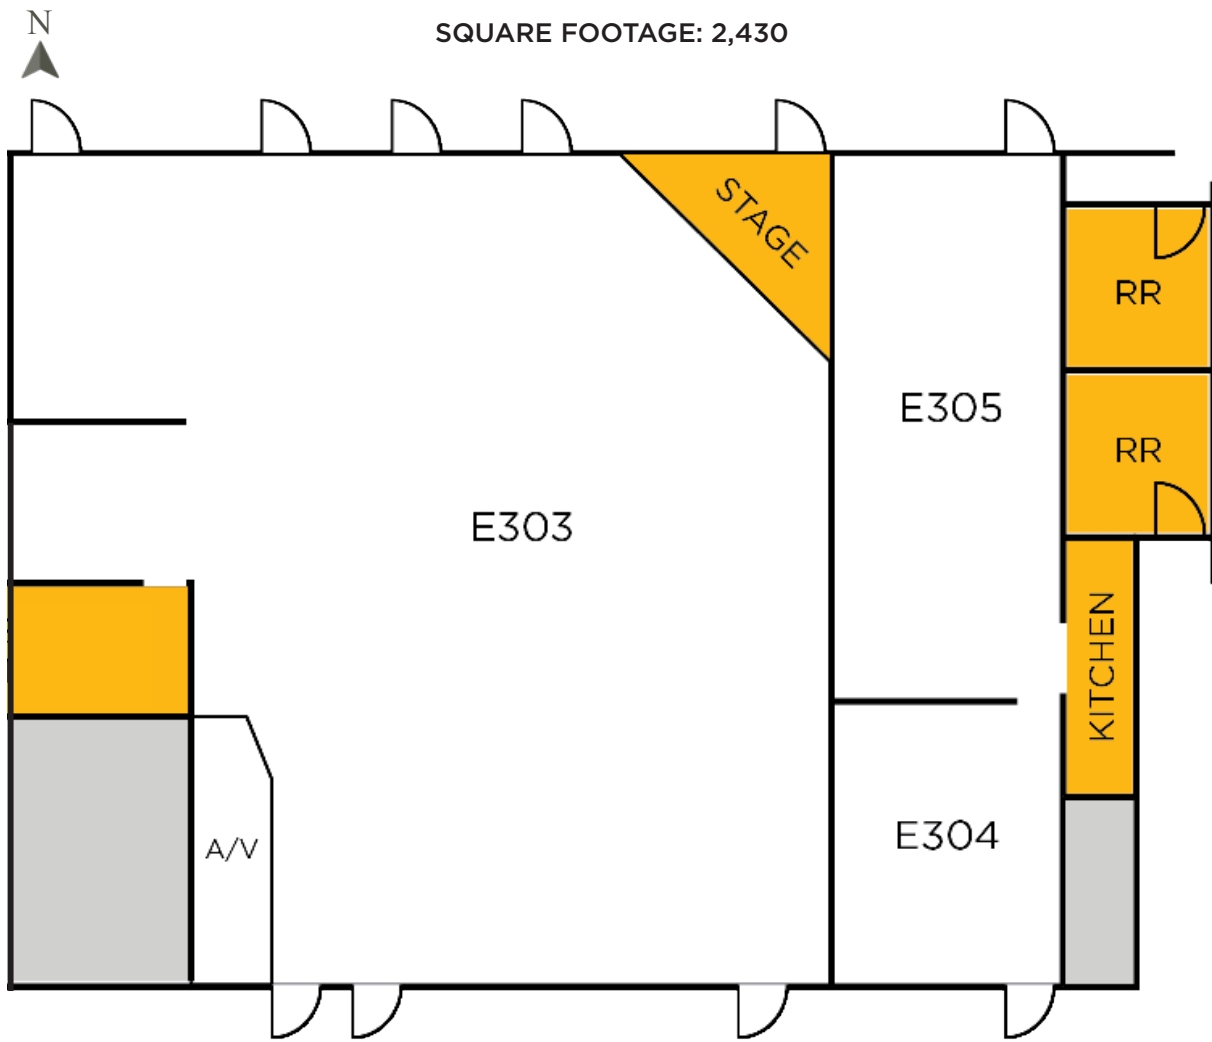 N
SQUARE FOOTAGE: 2,430
STAGE
RR
E305
RR
E303
KITCHEN
E304
A/V